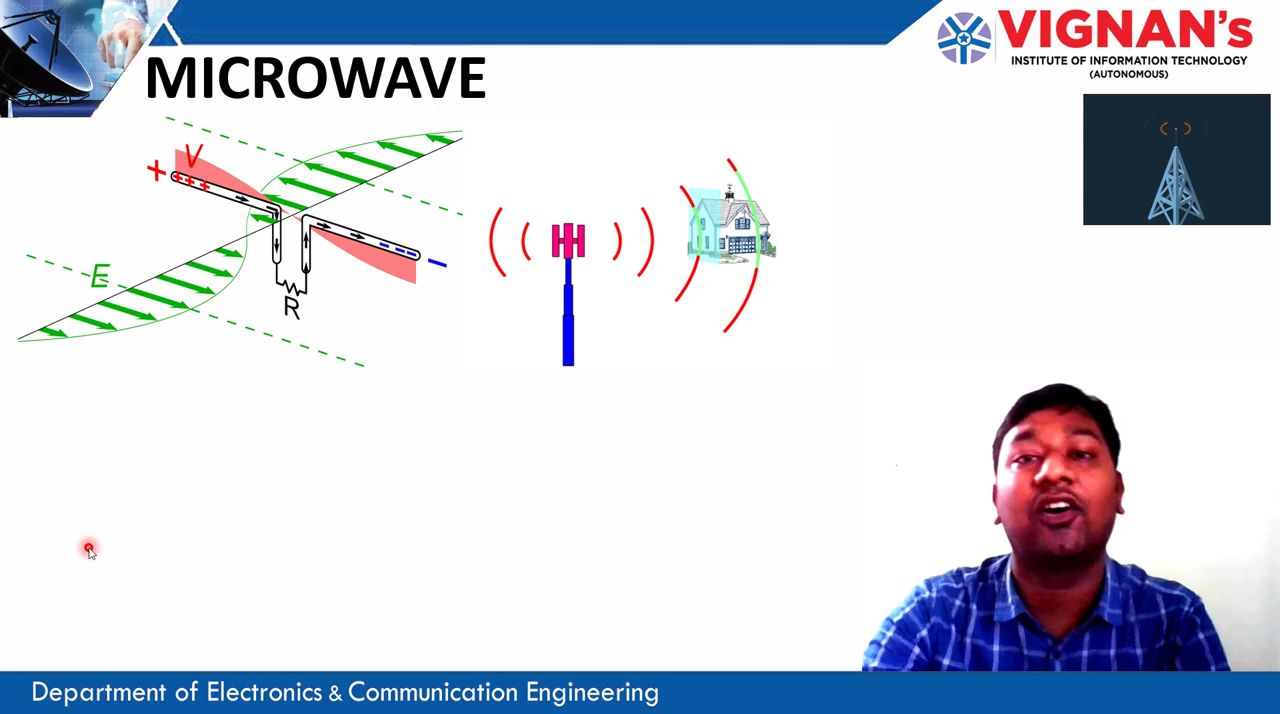 VIGNAN's
INSTITUTE OF INFORMATION TECHNOLOGY
(AUTONOMOUS)
MICROWAVE
+ V
+++
E
R
Department of Electronics & Communication Engineering